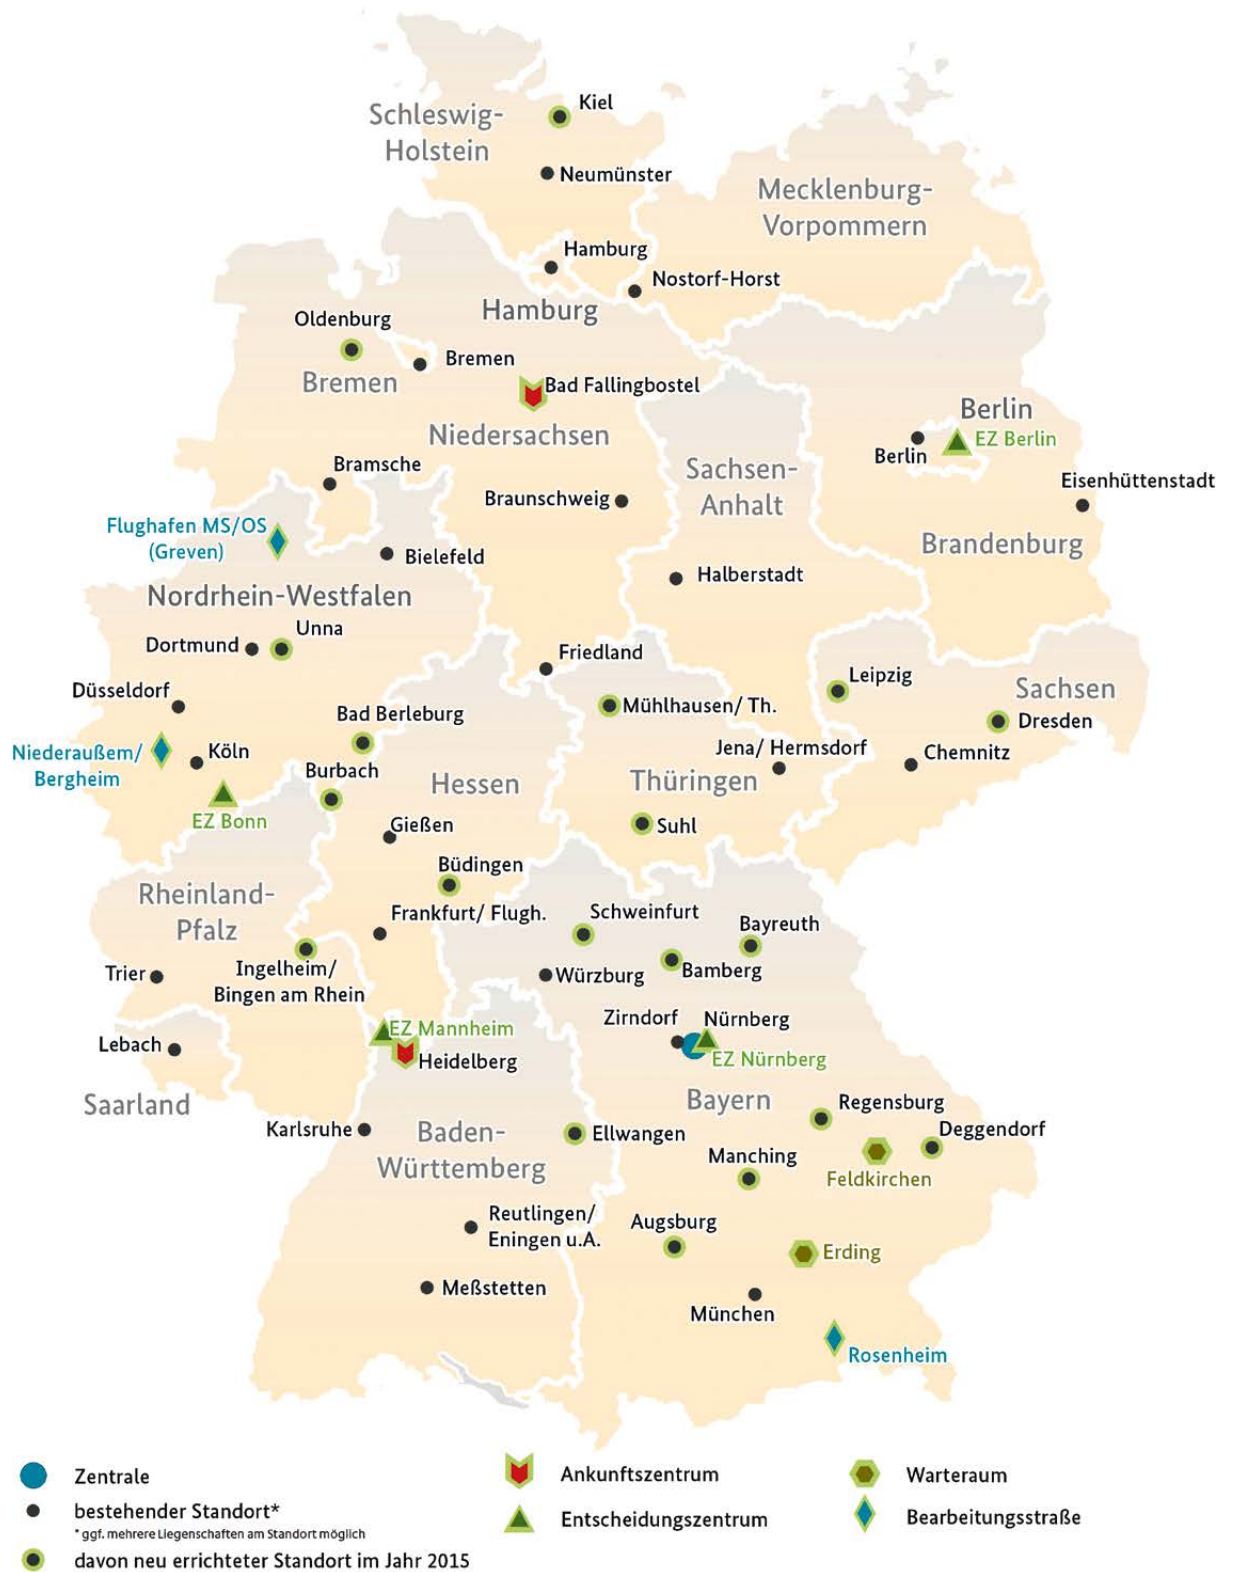 Kiel
Schleswig-
Holstein
Neumünster
Mecklenburg-
Vorpommern
Hamburg
Nostorf-Horst
Hamburg
Oldenburg
Bremen
Bremen
Bad Fallingbostel
Niedersachsen
Berlin
EZ Berlin
Berlin
Bramsche
Sachsen-
Anhalt
Eisenhüttenstadt
Braunschweig
Flughafen MS/OS
(Greven)
Bielefeld
Brandenburg
Halberstadt
Nordrhein-Westfalen
Unna
Dortmund
Friedland
Leipzig
Sachsen
Düsseldorf
Mühlhausen/ Th.
Bad Berleburg
Dresden
Niederaußem/
Bergheim
Köln
Jena/ Hermsdorf
Chemnitz
Burbach
Hessen
Thüringen
EZ Bonn
Gießen
Suhl
Büdingen
Rheinland-
Pfalz
Frankfurt/ Flugh.
Schweinfurt
Bayreuth
Trier
Ingelheim/
Bingen am Rhein
Würzburg
Bamberg
Zirndorf
Nürnberg
EZ Mannheim
Lebach
Heidelberg
EZ Nürnberg
Saarland
Bayern
Regensburg
Karlsruhe
Baden-
Württemberg
Ellwangen
Deggendorf
Manching
Feldkirchen
Reutlingen/
Eningen u.A.
Augsburg
Erding
Meßstetten
München
Rosenheim
Zentrale
bestehender Standort*
* ggf. mehrere Liegenschaften am Standort möglich
davon neu errichteter Standort im Jahr 2015
Ankunftszentrum
Entscheidungszentrum
Warteraum
Bearbeitungsstraße